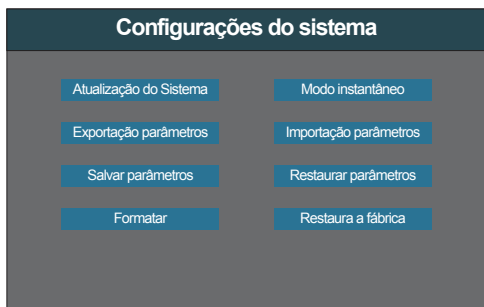 Configurações do sistema
Atualização do Sistema
Modo instantâneo
Exportação parâmetros
Importação parâmetros
Salvar parâmetros
Restaurar parâmetros
Formatar
Restaura a fábrica